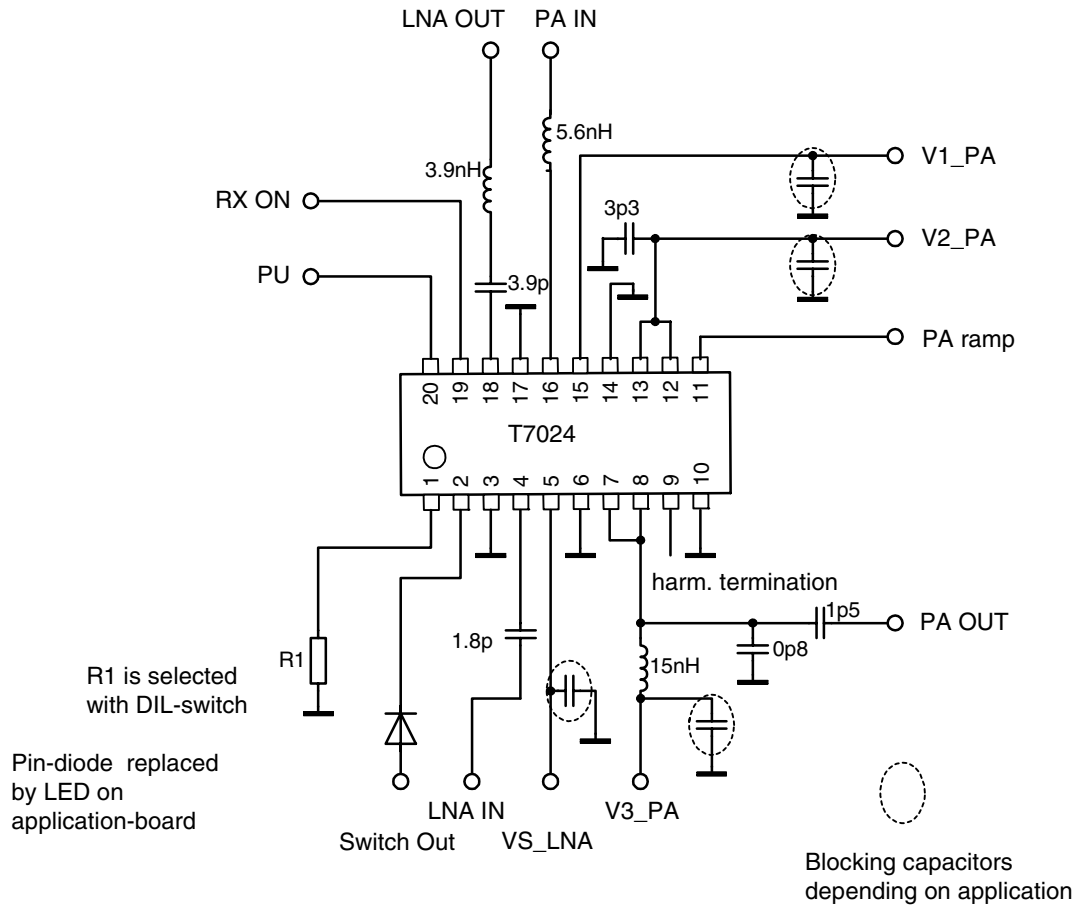 LNA OUT
PA IN
5.6nH
3.9nH
V1_PA
RX ON
3p3
V2_PA
PU
3.9p
PA ramp
20 19 18 17 16 15 14 13 12 11
T7024
1 2 3 4 5 6 7 8 9 10
harm. termination
1p5
PA OUT
1.8p
0p8
R1
15nH
R1 is selected
with DIL-switch
Pin-diode replaced
by LED on
application-board
LNA IN
V3_PA
Switch Out
VS_LNA
Blocking capacitors
depending on application